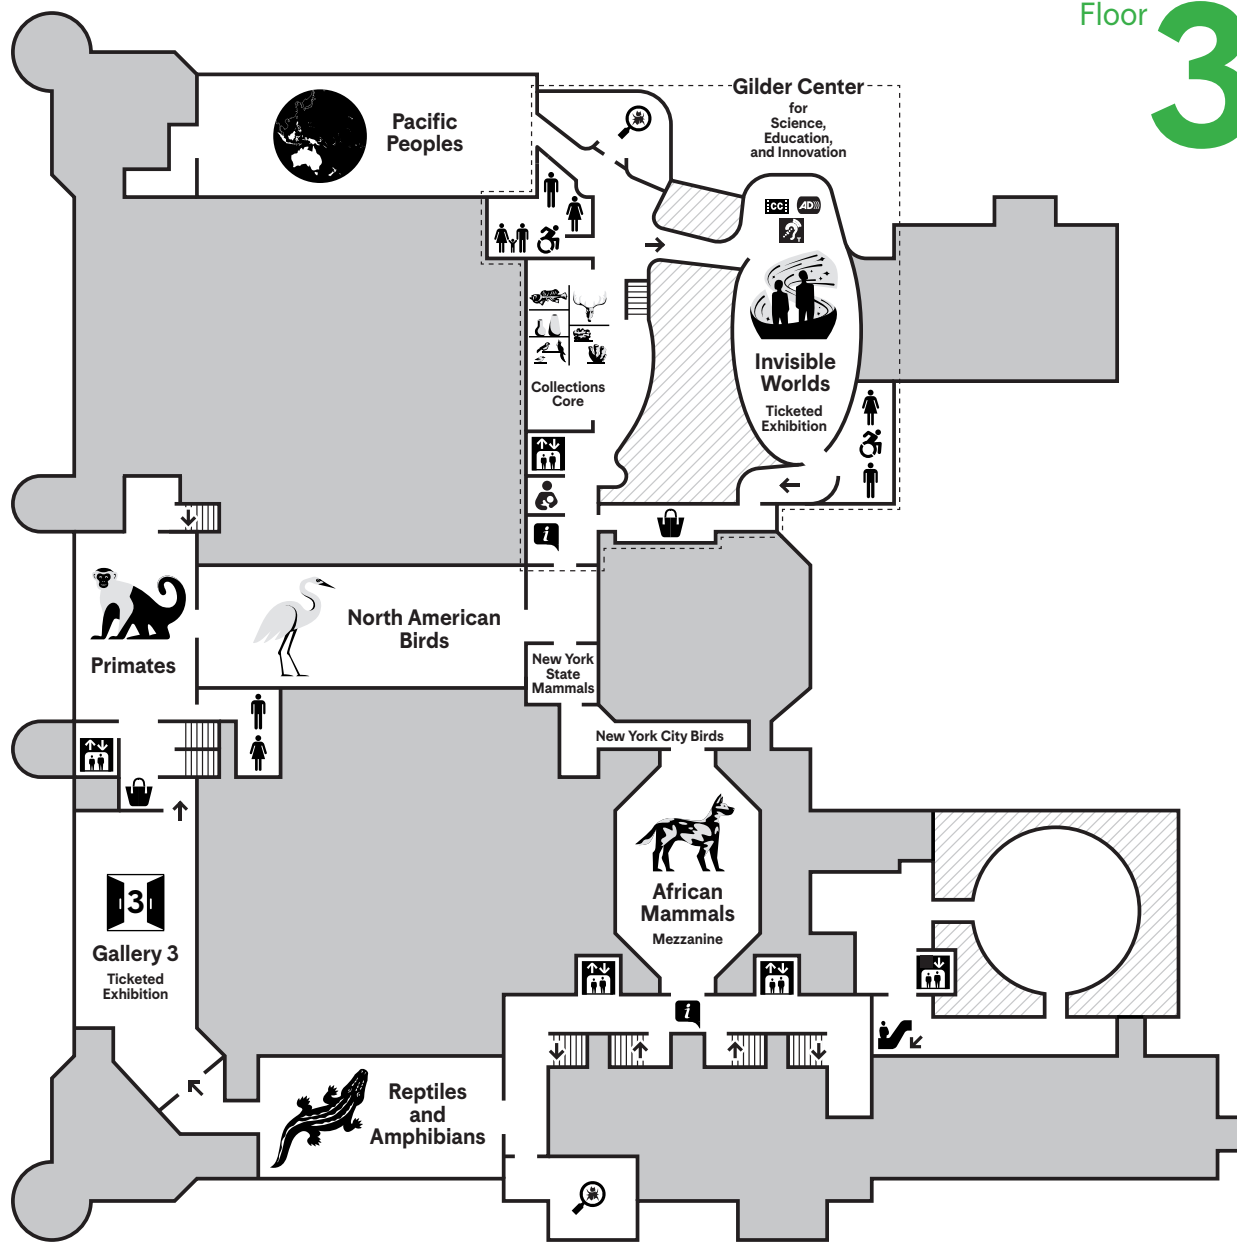 Floor 3
Gilder Center
for
Science,
Education,
and Innovation
Pacific
Peoples
CC
AD
Invisible
Worlds
Ticketed
Exhibition
Collections
Core
i
North American
Birds
Primates
New York
State
Mammals
New York City Birds
African
Mammals
Mezzanine
3
Gallery 3
Ticketed
Exhibition
i
Reptiles
and
Amphibians